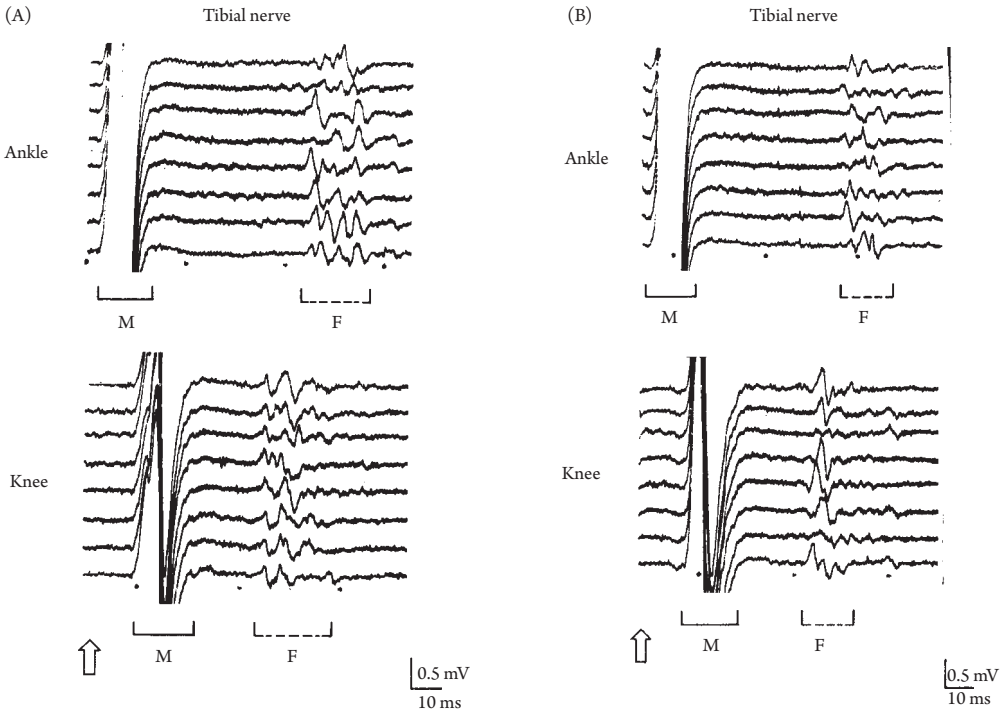 (A)
Tibial nerve
Ankle
M
F
Knee
M
F
0.5 mV
10 ms
(B)
Tibial nerve
Ankle
M
F
Knee
M
F
0.5 mV
10 ms